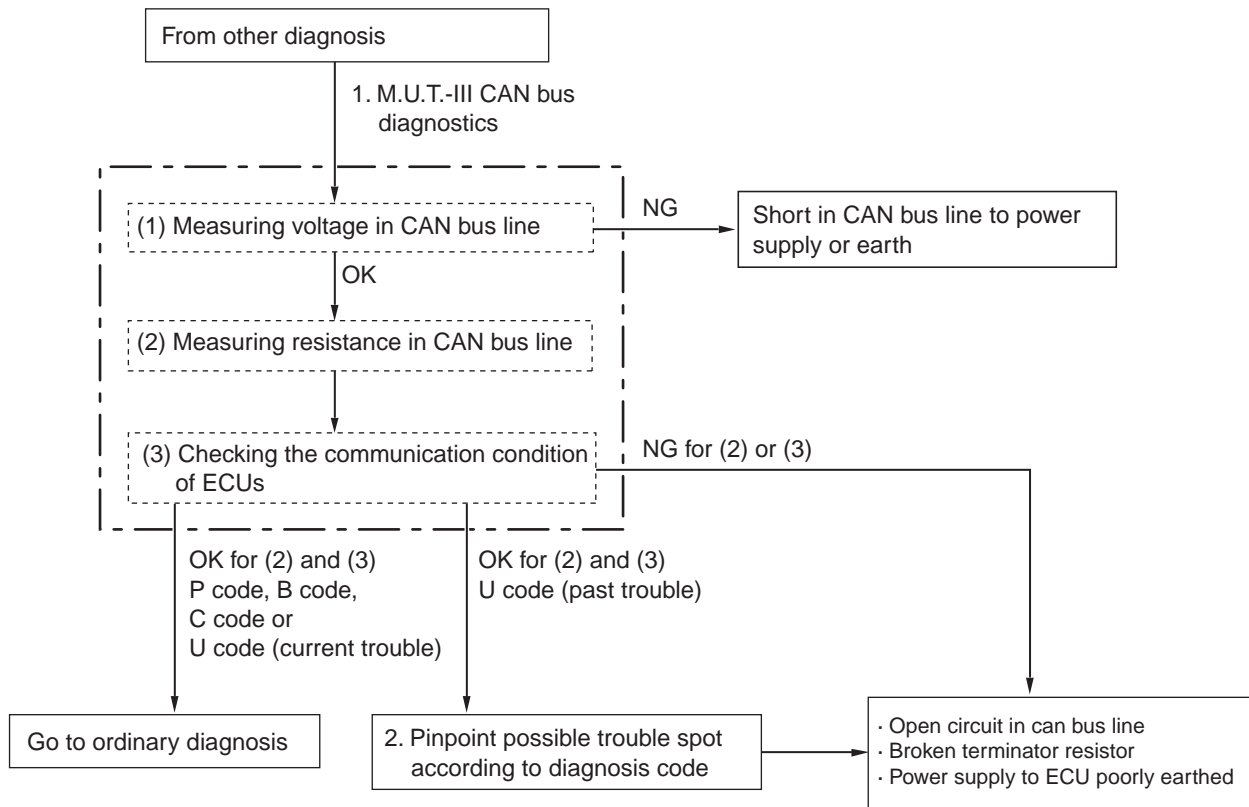 From other diagnosis
1. M.U.T.-III CAN bus
diagnostics
(1) Measuring voltage in CAN bus line
NG
Short in CAN bus line to power
supply or earth
OK
(2) Measuring resistance in CAN bus line
(3) Checking the communication condition
of ECUs
NG for (2) or (3)
OK for (2) and (3)
P code, B code,
C code or
U code (current trouble)
OK for (2) and (3)
U code (past trouble)
Go to ordinary diagnosis
2. Pinpoint possible trouble spot
according to diagnosis code
· Open circuit in can bus line
· Broken terminator resistor
· Power supply to ECU poorly earthed